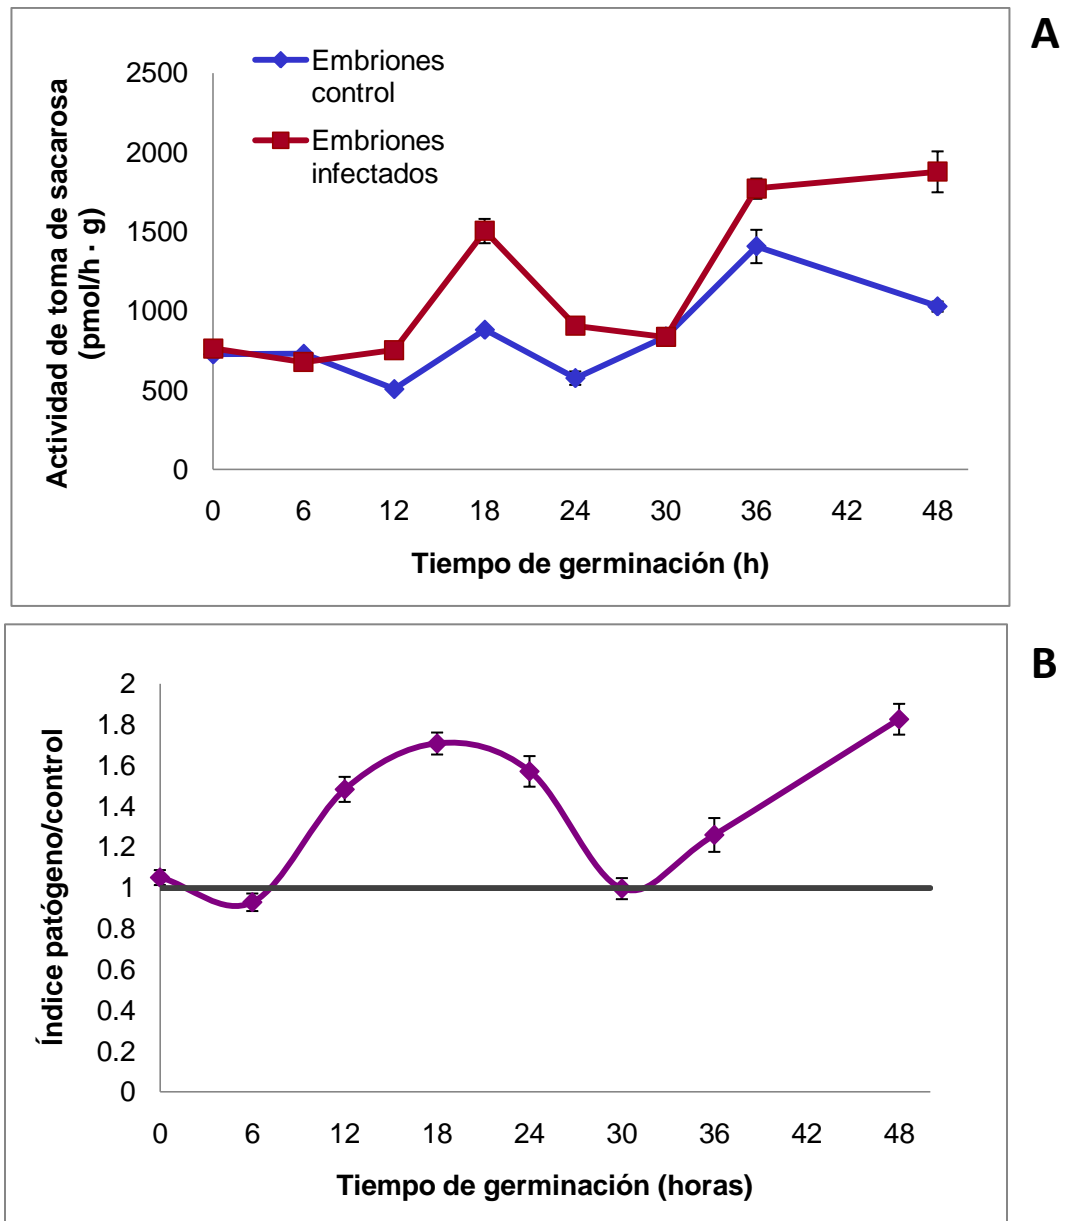 A
Embriones
control
Embriones
infectados
Actividad de toma de sacarosa
(pmol/h · g)
2500
2000
1500
1000
500
0
0 6 12 18 24 30 36 42 48
Tiempo de germinación (h)
B
Índice patógeno/control
2
1.8
1.6
1.4
1.2
1
0.8
0.6
0.4
0.2
0
0 6 12 18 24 30 36 42 48
Tiempo de germinación (horas)